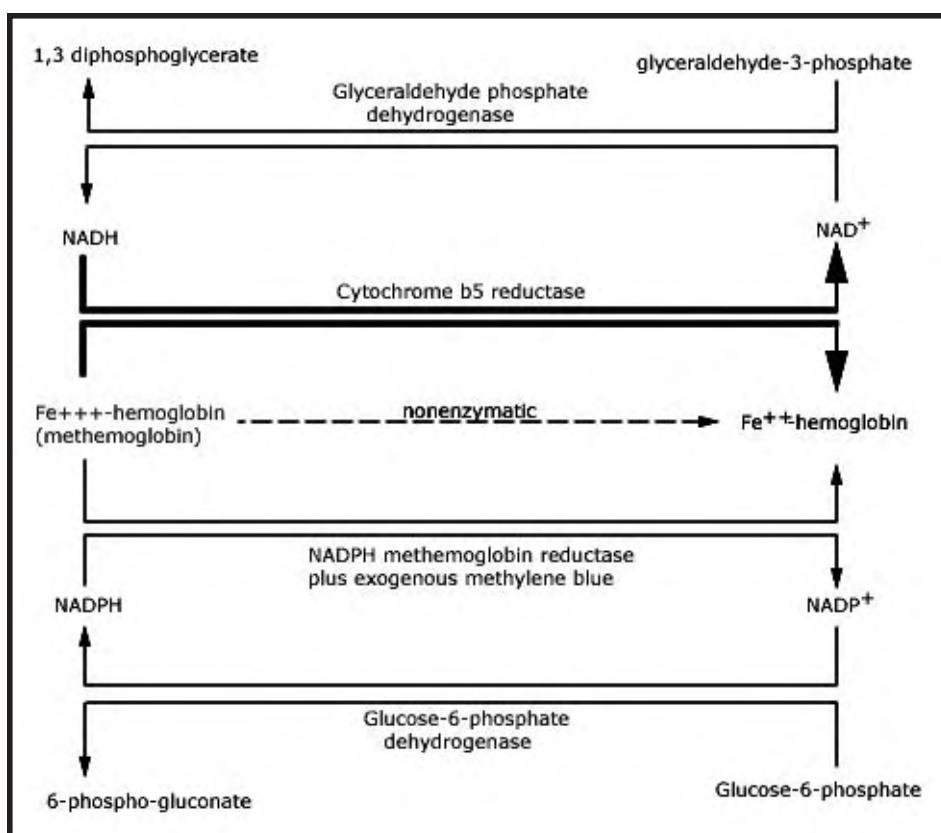 1,3 diphosphoglycerate
glyceraldehyde-3-phosphate
Glyceraldehyde phosphate
dehydrogenase
NADH
NAD+
Cytochrome b5 reductase
Fe+++-hemoglobin
(methemoglobin)
nonenzymatic
Fe++-hemoglobin
NADPH methemoglobin reductase
plus exogenous methylene blue
NADPH
NADP+
Glucose-6-phosphate
dehydrogenase
6-phospho-gluconate
Glucose-6-phosphate